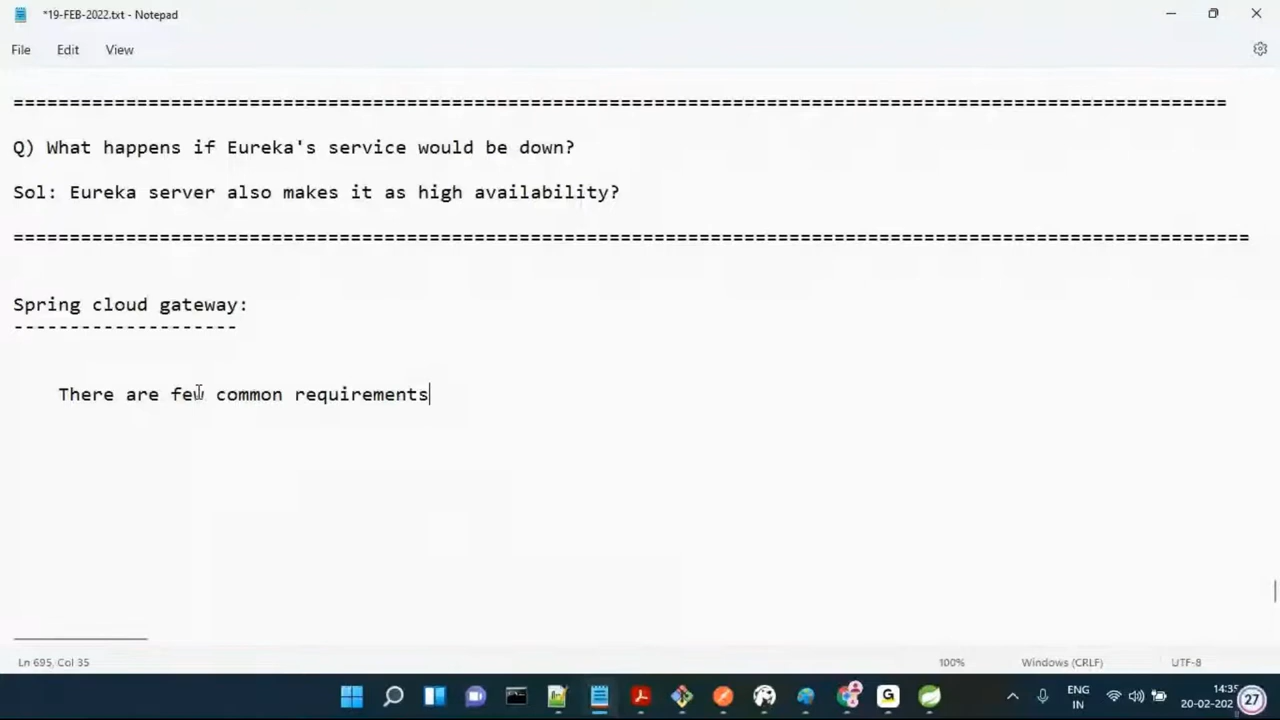 *19-FEB-2022.txt - Notepad
File Edit View
============================================================================================================
Q) What happens if Eureka's service would be down?
Sol: Eureka server also makes it as high availability?
==============================================================================================================
Spring cloud gateway:
--------------------
There are few common requirements
Ln 695, Col 35 100% Windows (CRLF) UTF-8
ENG 
IN
20-02-202
27